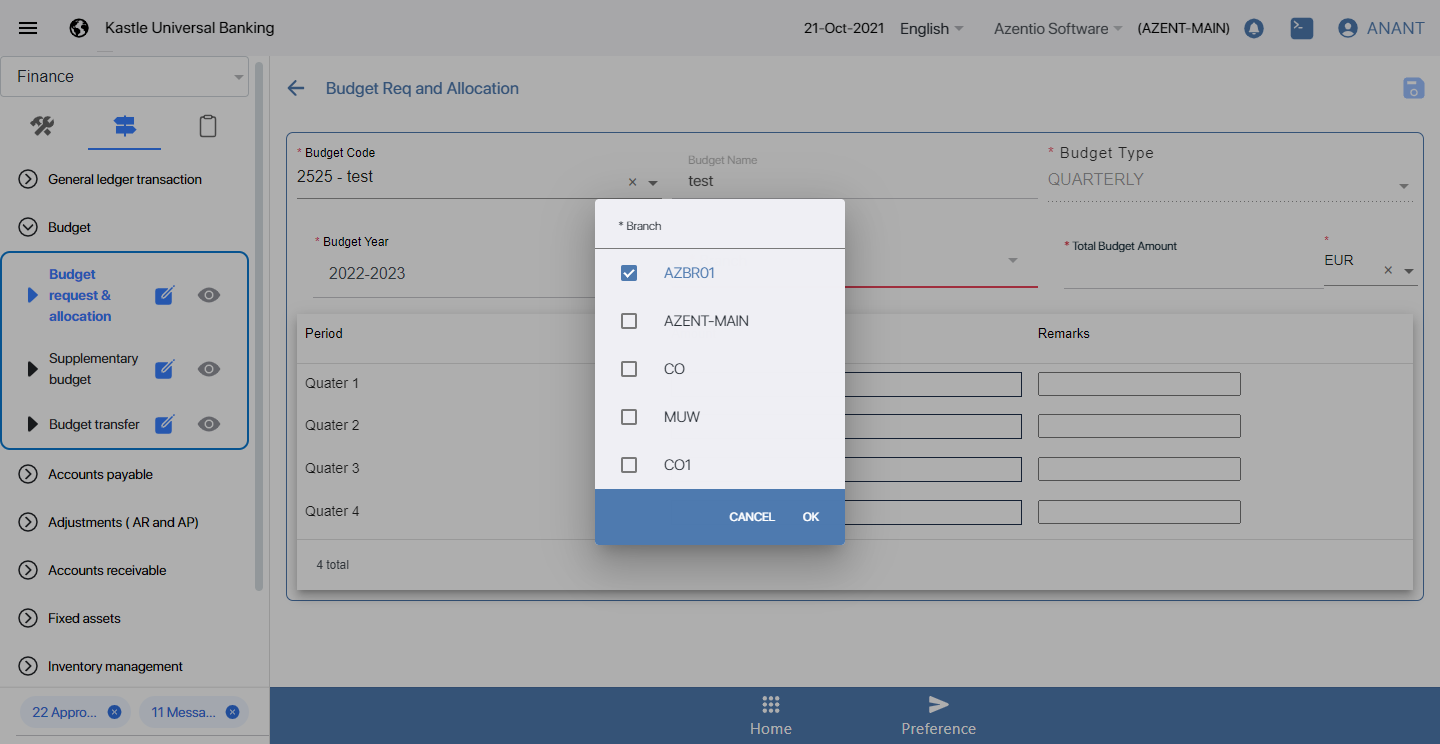 Kastle Universal Banking
21-Oct-2021
English
Azentio Software
(AZENT-MAIN)
ANANT
Finance
General ledger transaction
Budget
Budget
request &
allocation
Supplementary
budget
Budget transfer
Accounts payable
Adjustments ( AR and AP)
Accounts receivable
Fixed assets
Inventory management
22 Appro...
11 Messa...
Budget Req and Allocation
* Budget Code
2525 - test
Budget Name
test
* Budget Type
QUARTERLY
* Budget Year
2022-2023
* Total Budget Amount
*
EUR
Period
Remarks
Quater 1
Quater 2
Quater 3
Quater 4
4 total
* Branch
AZBR01
AZENT-MAIN
CO
MUW
CO1
CANCEL
OK
Home
Preference